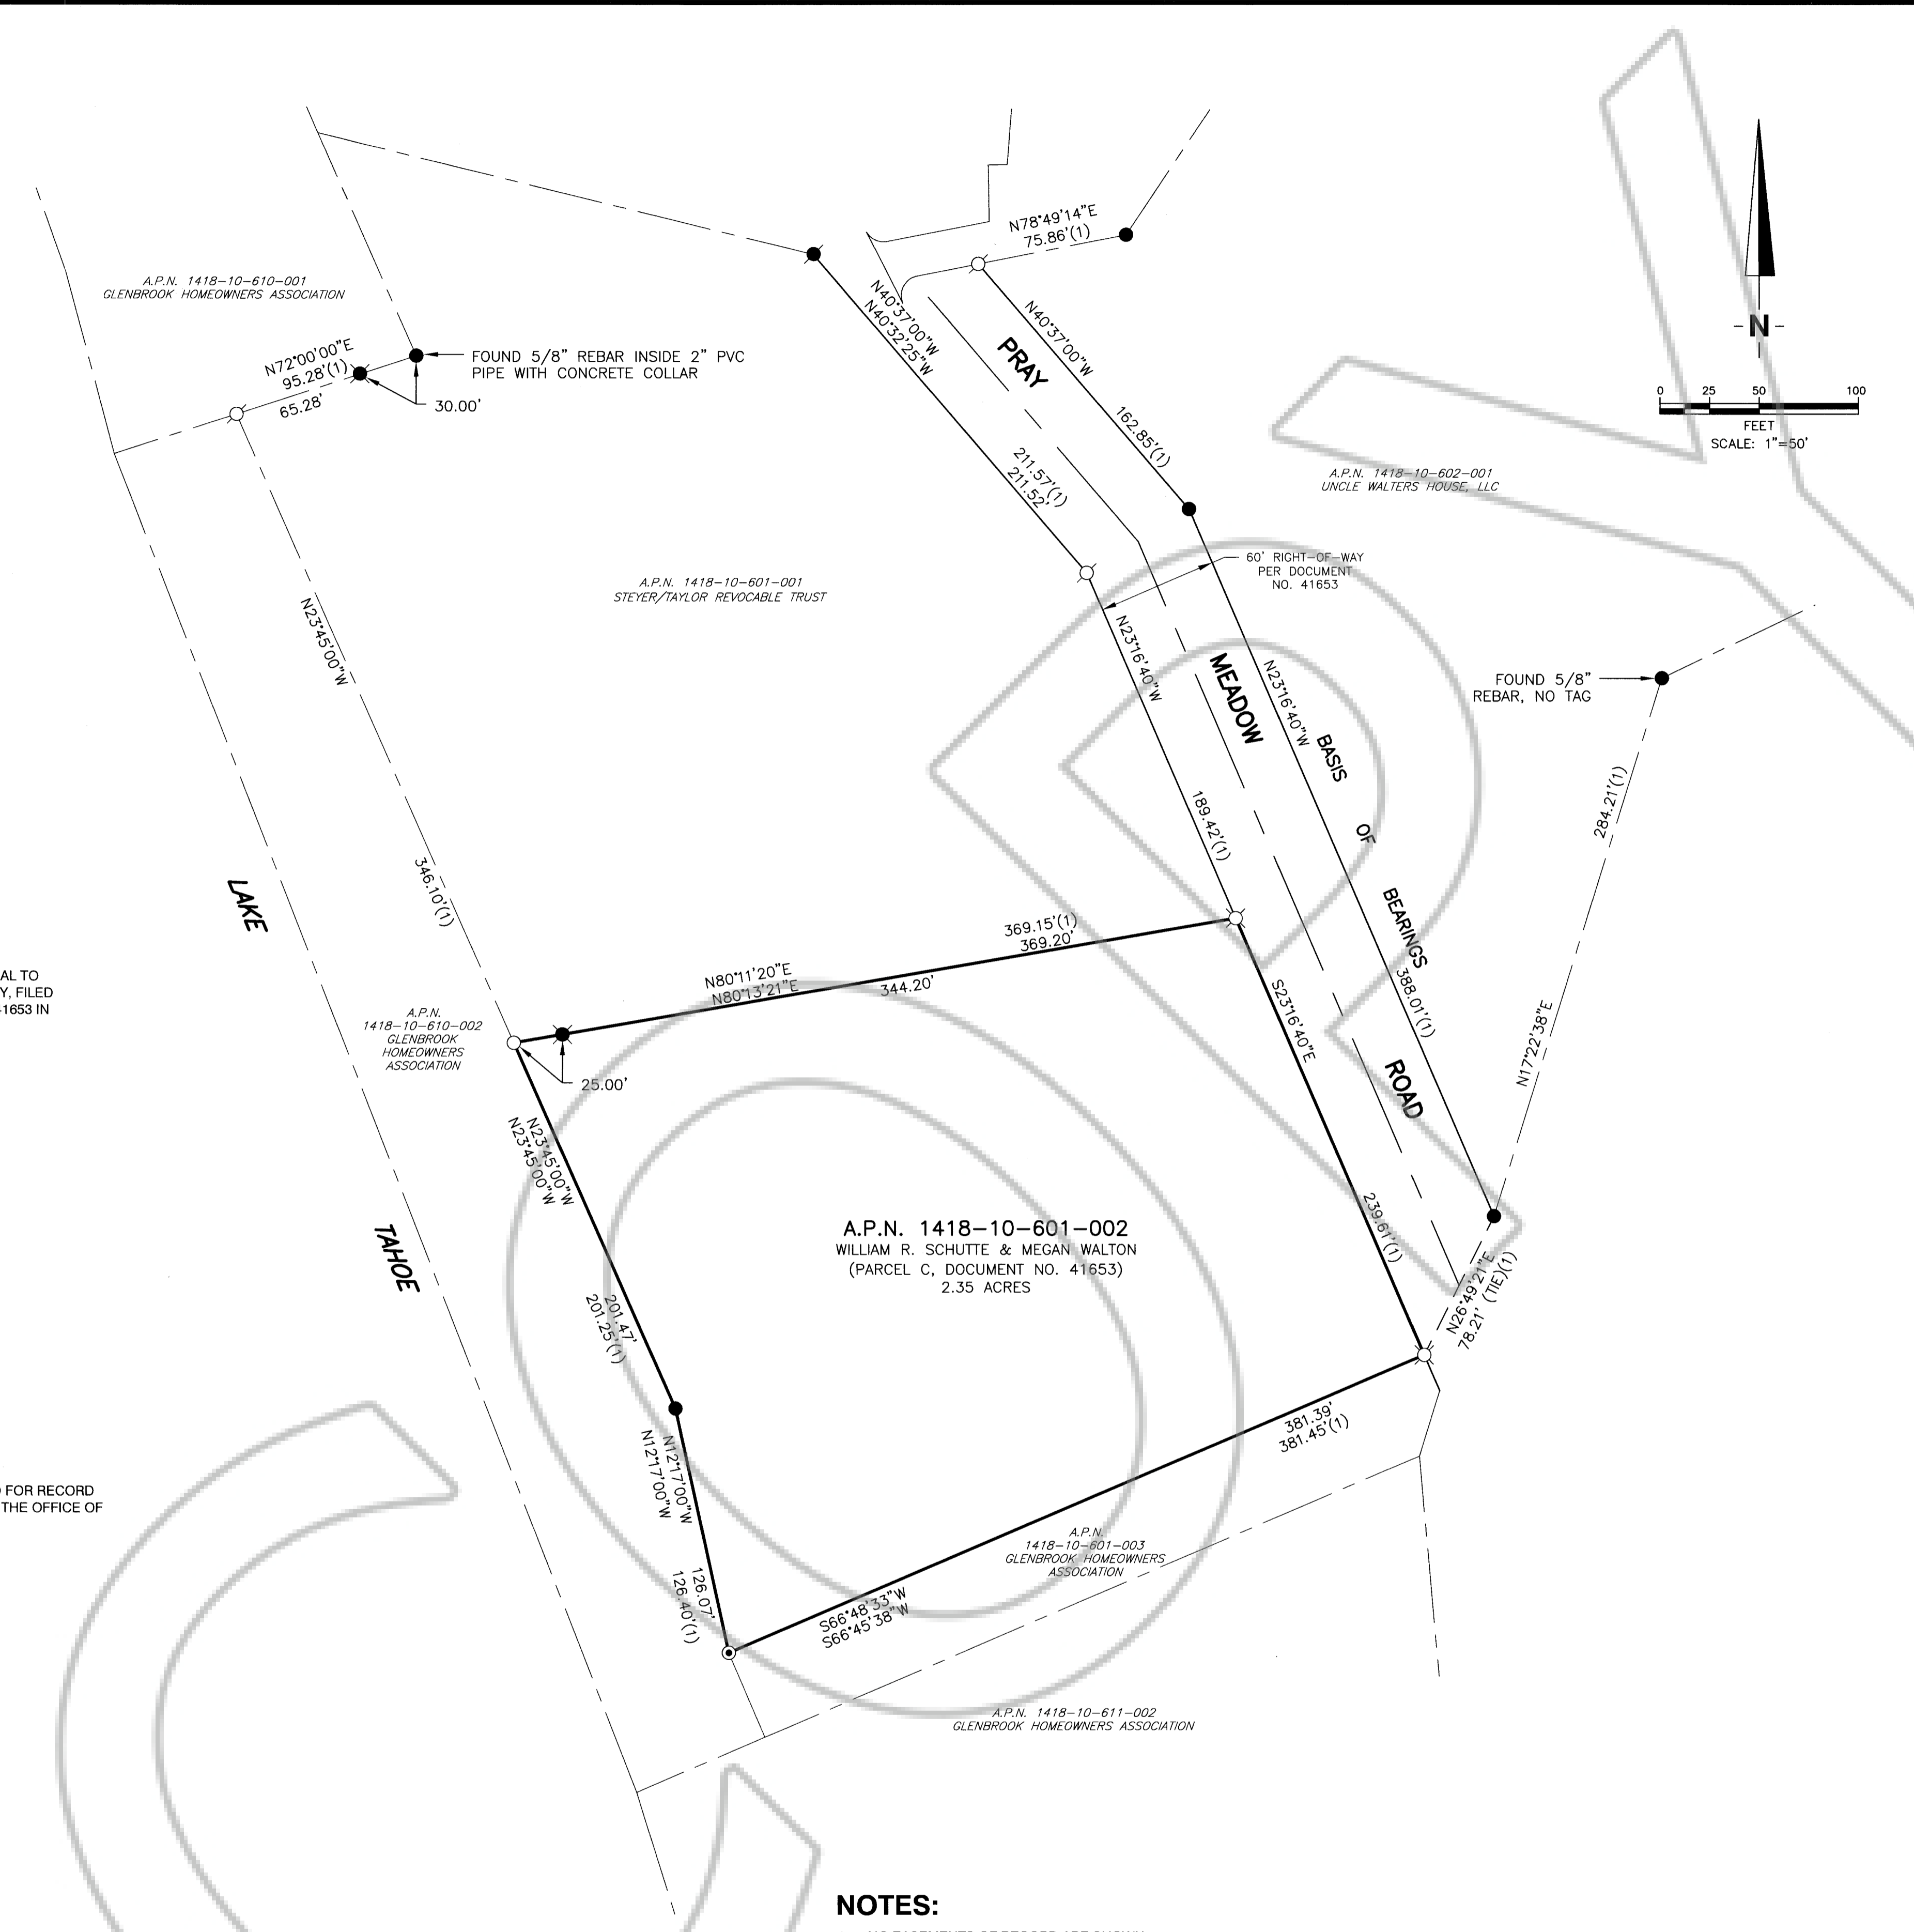 N78°49'14"E
75.86'(1)
A.P.N. 1418-10-610-001
GLENBROOK HOMEOWNERS ASSOCIATION
N72°00'00"E
95.28'(1)
65.28'
FOUND 5/8" REBAR INSIDE 2" PVC
PIPE WITH CONCRETE COLLAR
30.00'
N40°37'00"W
N40°32'25"W
211.57'(1)
211.52'
PRAY
N40°37'00"W
162.85'(1)
-N-
0 25 50 100
FEET
SCALE: 1"=50'
A.P.N. 1418-10-602-001
UNCLE WALTERS HOUSE, LLC
60' RIGHT-OF-WAY
PER DOCUMENT
NO. 41653
A.P.N. 1418-10-601-001
STEYER/TAYLOR REVOCABLE TRUST
N23°45'00"W
346.10'(1)
N23°16'40"W
189.42'(1)
MEADOW
N23°16'40"W
BASIS
OF
BEARINGS
388.01'(1)
FOUND 5/8"
REBAR, NO TAG
284.21'(1)
N17°22'38"E
LAKE
369.15'(1)
369.20'
N80°11'20"E
N80°13'21"E
344.20'
AL TO
Y, FILED
1653 IN
A.P.N.
1418-10-610-002
GLENBROOK
HOMEOWNERS
ASSOCIATION
25.00'
S23°16'40"E
239.61'(1)
ROAD
N23°45'00"W
N23°45'00"W
201.47'
201.25'(1)
TAHOE
A.P.N. 1418-10-601-002
WILLIAM R. SCHUTTE & MEGAN WALTON
(PARCEL C, DOCUMENT NO. 41653)
2.35 ACRES
N26°49'21"E
78.21' (TIE)(1)
381.39'
381.45'(1)
N12°17'00"W
N12°17'00"W
126.07'
126.40'(1)
FOR RECORD
THE OFFICE OF
A.P.N.
1418-10-601-003
GLENBROOK HOMEOWNERS
ASSOCIATION
S66°48'33"W
S66°45'38"W
A.P.N. 1418-10-611-002
GLENBROOK HOMEOWNERS ASSOCIATION
NOTES:
COPY